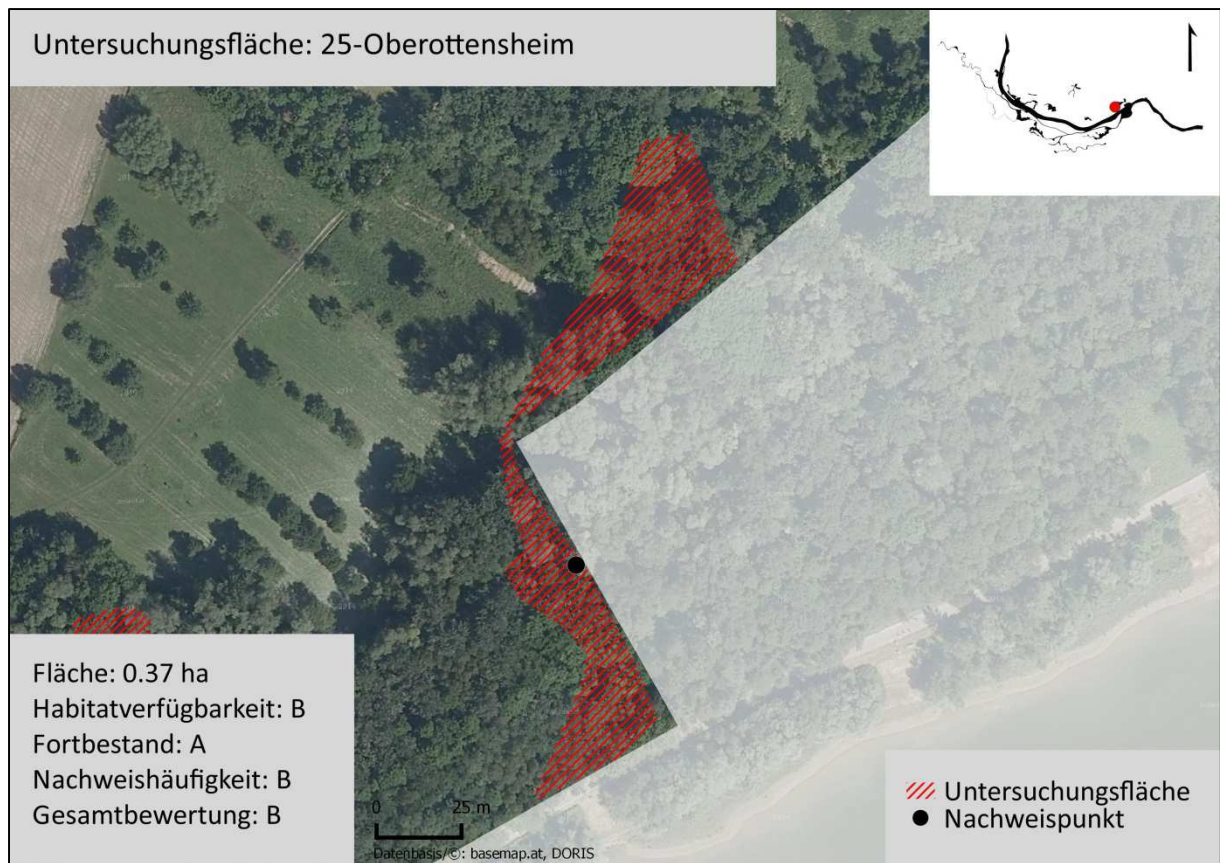 Untersuchungsfläche: 25-Oberottensheim
Fläche: 0.37 ha
Habitatverfügbarkeit: B
Fortbestand: A
Nachweishäufigkeit: B
Gesamtbewertung: B
0 25 m
Datenbasis/©: basemap.at, DORIS
Untersuchungsfläche
Nachweispunkt